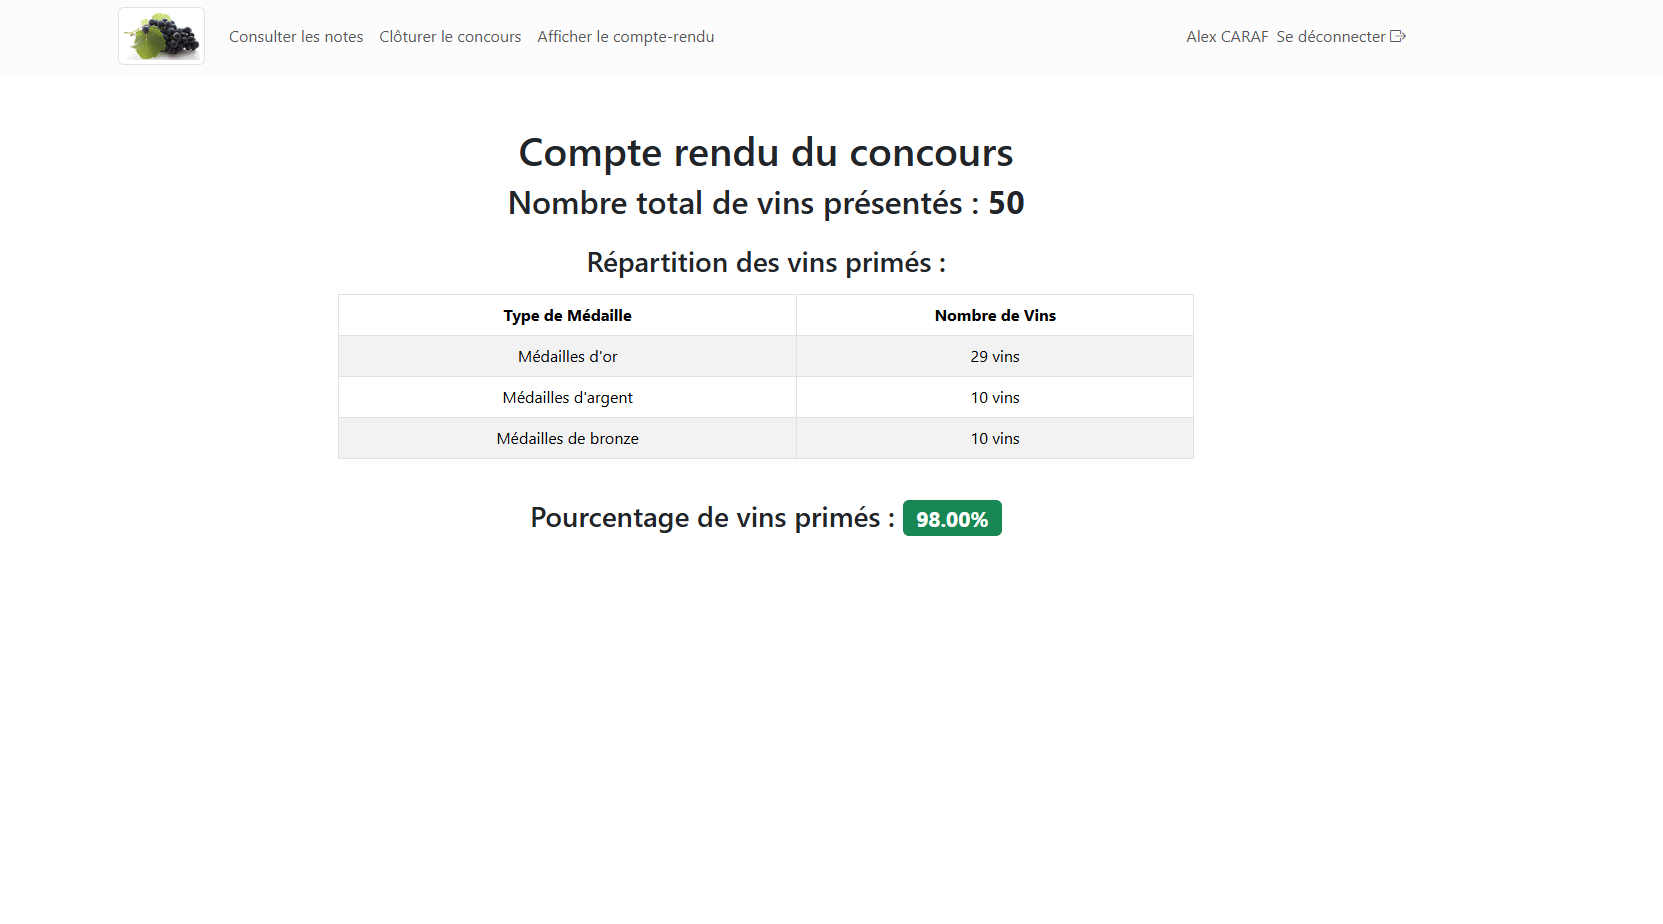 Consulter les notes Clôturer le concours Afficher le compte-rendu Alex CARAF Se déconnecter
Compte rendu du concours
Nombre total de vins présentés : 50
Répartition des vins primés :
Type de Médaille Nombre de Vins
Médailles d'or 29 vins
Médailles d'argent 10 vins
Médailles de bronze 10 vins
Pourcentage de vins primés : 98.00%